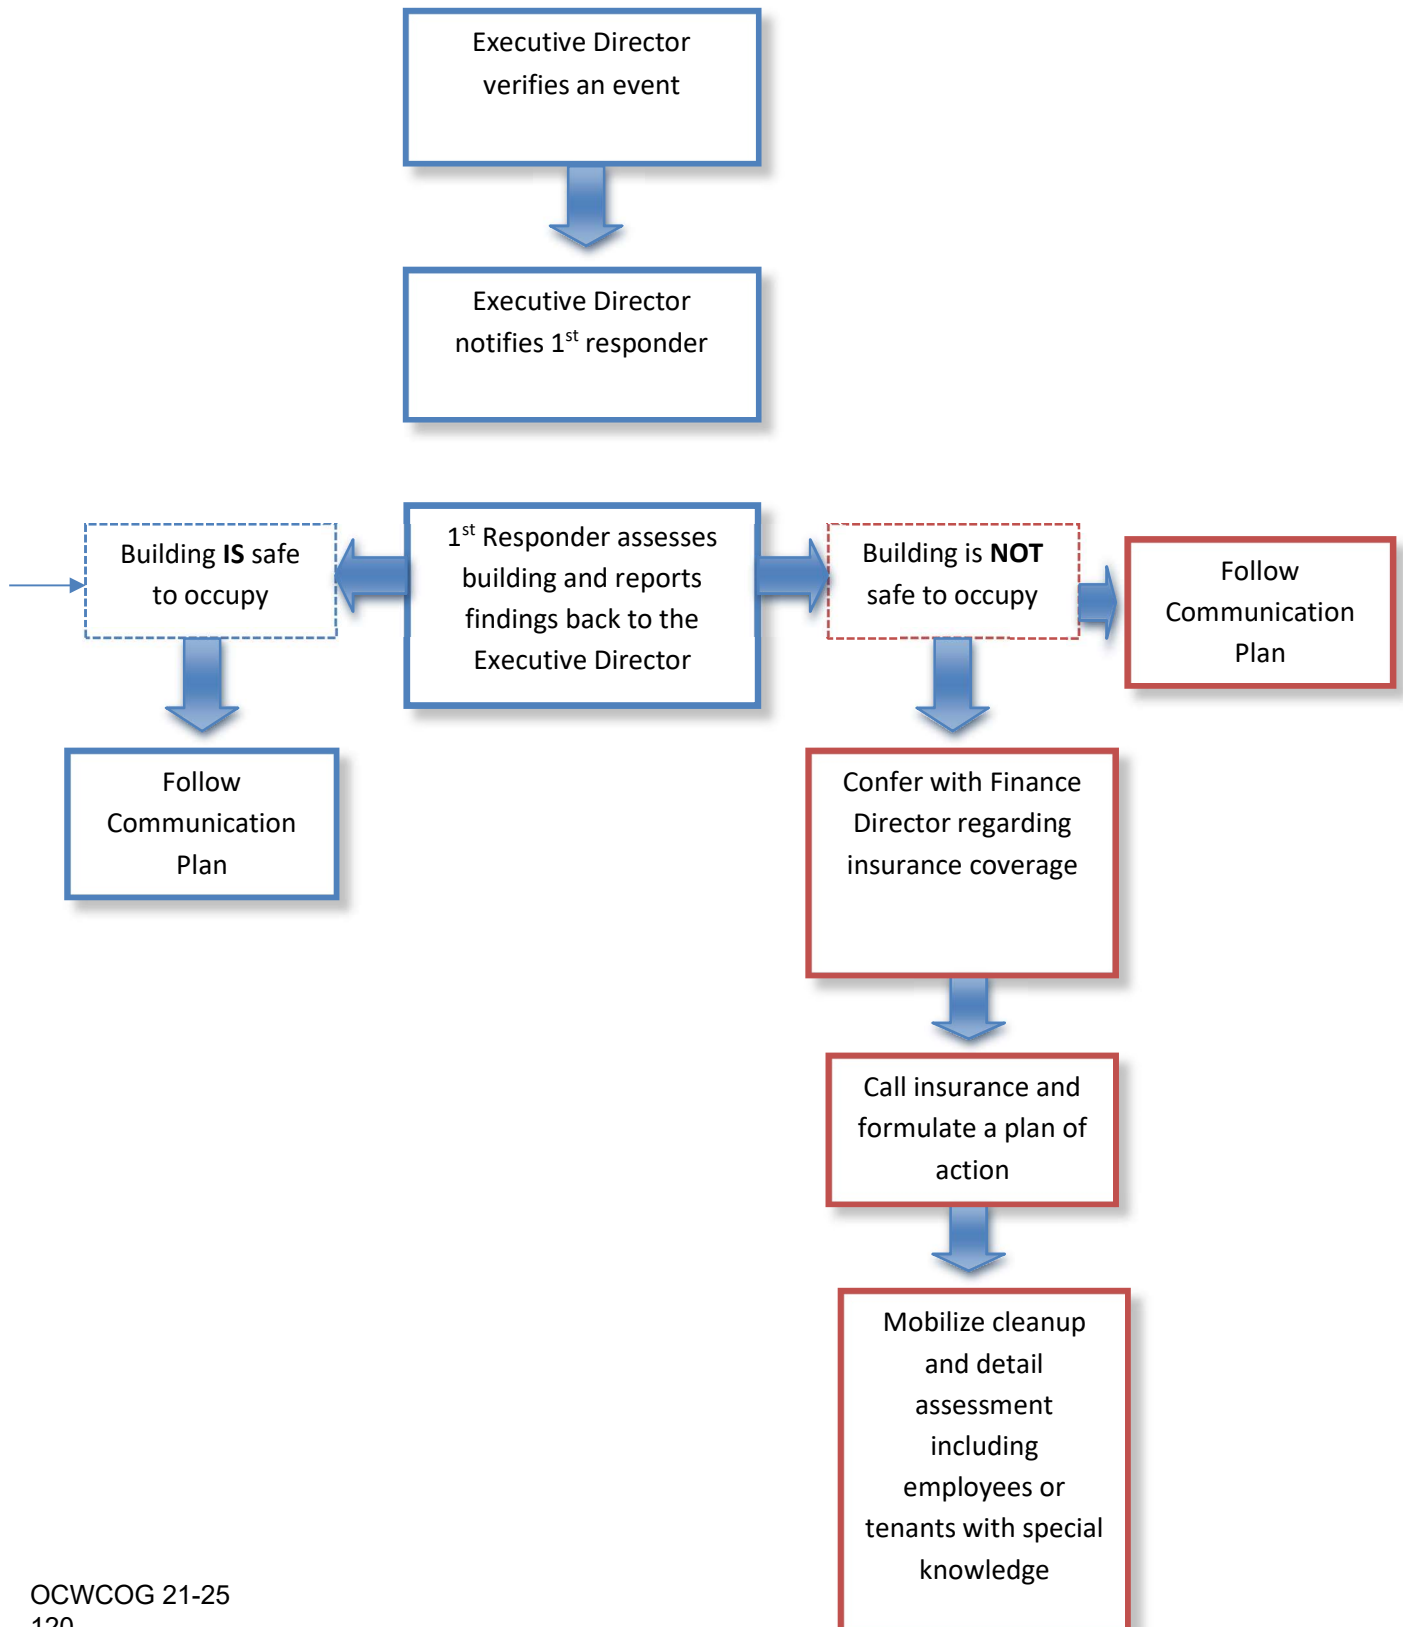 Executive Director
verifies an event
Executive Director
notifies 1st responder
Building IS safe
to occupy
1st Responder assesses
building and reports
findings back to the
Executive Director
Building is NOT
safe to occupy
Follow
Communication
Plan
Follow
Communication
Plan
Confer with Finance
Director regarding
insurance coverage
Call insurance and
formulate a plan of
action
Mobilize cleanup
and detail
assessment
including
employees or
tenants with special
knowledge
OCWCOG 21-25
120